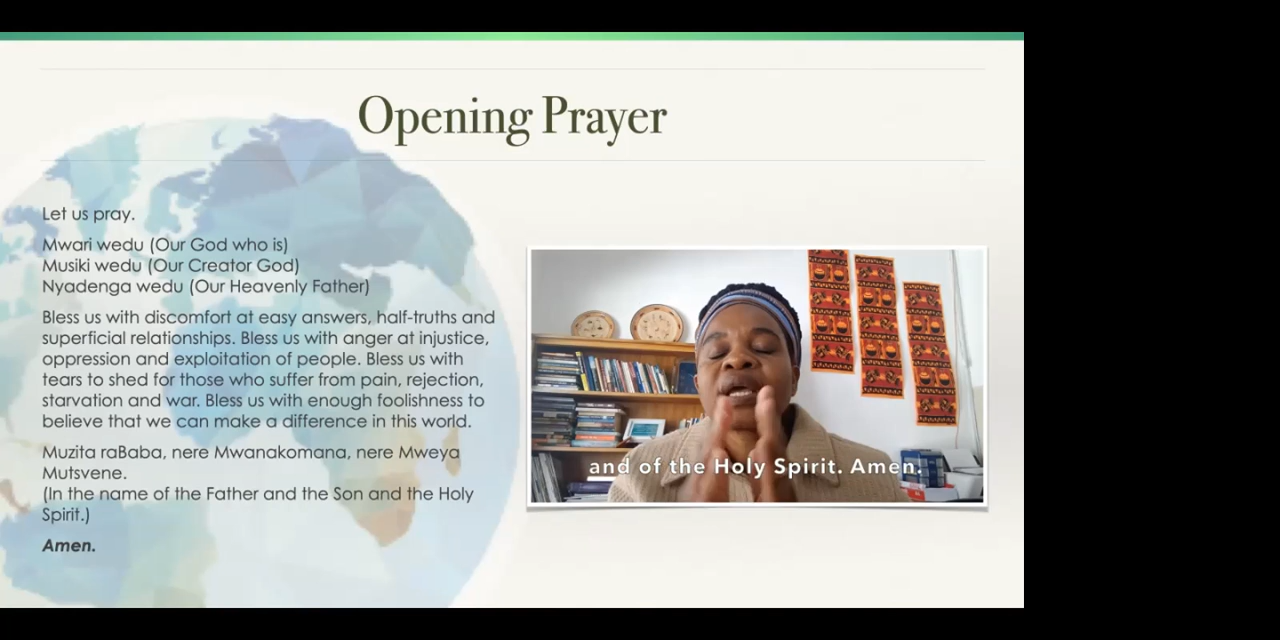 Opening Prayer
Let us pray.
Mwari wedu (Our God who is)
Musiki wedu (Our Creator God)
Nyadenga wedu (Our Heavenly Father)
Bless us with discomfort at easy answers, half-truths and
superficial relationships. Bless us with anger at injustice,
oppression and exploitation of people. Bless us with
tears to shed for those who suffer from pain, rejection,
starvation and war. Bless us with enough foolishness to
believe that we can make a difference in this world.
Muzita raBaba, nere Mwanakomana, nere Mweya
Mutsvene.
(In the name of the Father and the Son and the Holy
Spirit.)
Amen.
and of the Holy Spirit. Amen.